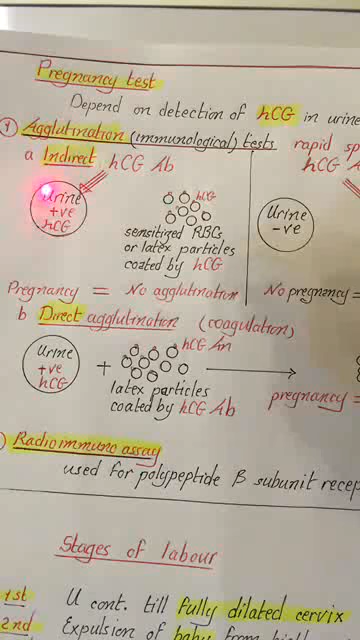 Pregnancy test
Depend on detection of hCG in urine
1 Agglutination (immunological) tests rapid sp
a Indirect hCG Ab
hCG A
Urine
+ve
hCG
hCG
sensitized RBCs
or latex particles
coated by hCG
Urine
-ve
Pregnancy = No agglutination
No pregnancy =
b Direct agglutination (coagulation)
Urine
+ve
hCG
+
hCG An
latex particles
coated by hCG Ab
pregnancy =
Radioimmuno assay
used for polypeptide B subunit recep
Stages of labour
1st U cont. till fully dilated cervix
2nd Expulsion of baby from